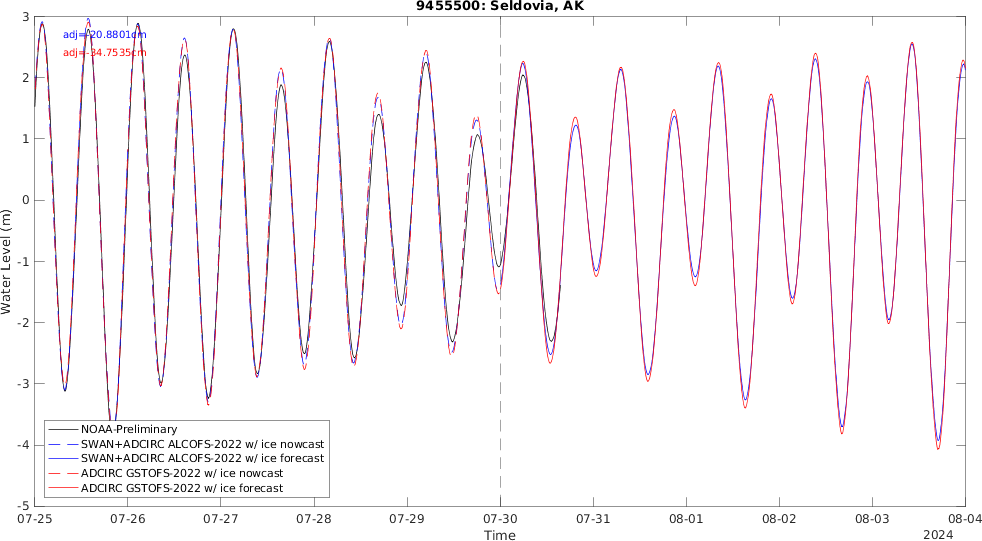 9455500: Seldovia, AK
adj=-20.8801cm
adj=-34.7535cm
Water Level (m)
3
2
1
0
-1
-2
-3
-4
-5
NOAA-Preliminary
SWAN+ADCIRC ALCOFS-2022 w/ ice nowcast
SWAN+ADCIRC ALCOFS-2022 w/ ice forecast
ADCIRC GSTOFS-2022 w/ ice nowcast
ADCIRC GSTOFS-2022 w/ ice forecast
07-25 07-26 07-27 07-28 07-29 07-30 07-31 08-01 08-02 08-03 08-04
Time
2024